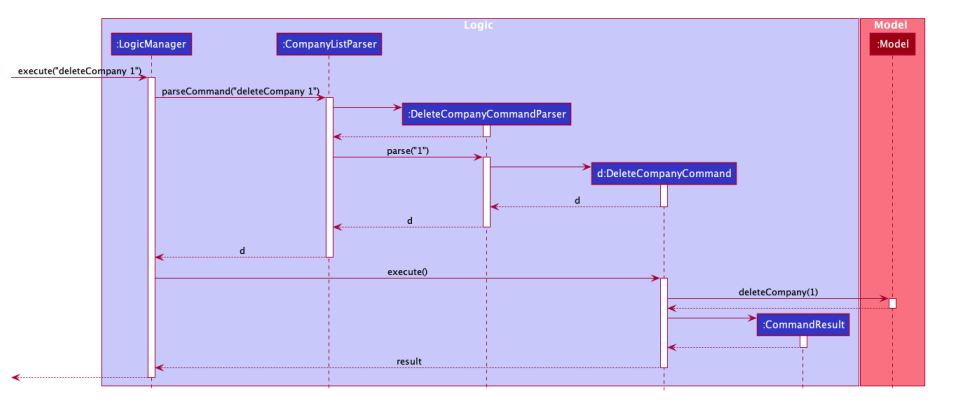 Logic
Model
:LogicManager
:CompanyListParser
:Model
execute("deleteCompany 1")
parseCommand("deleteCompany 1")
:DeleteCompanyCommandParser
parse("1")
d:DeleteCompanyCommand
d
d
d
execute()
deleteCompany(1)
:CommandResult
result